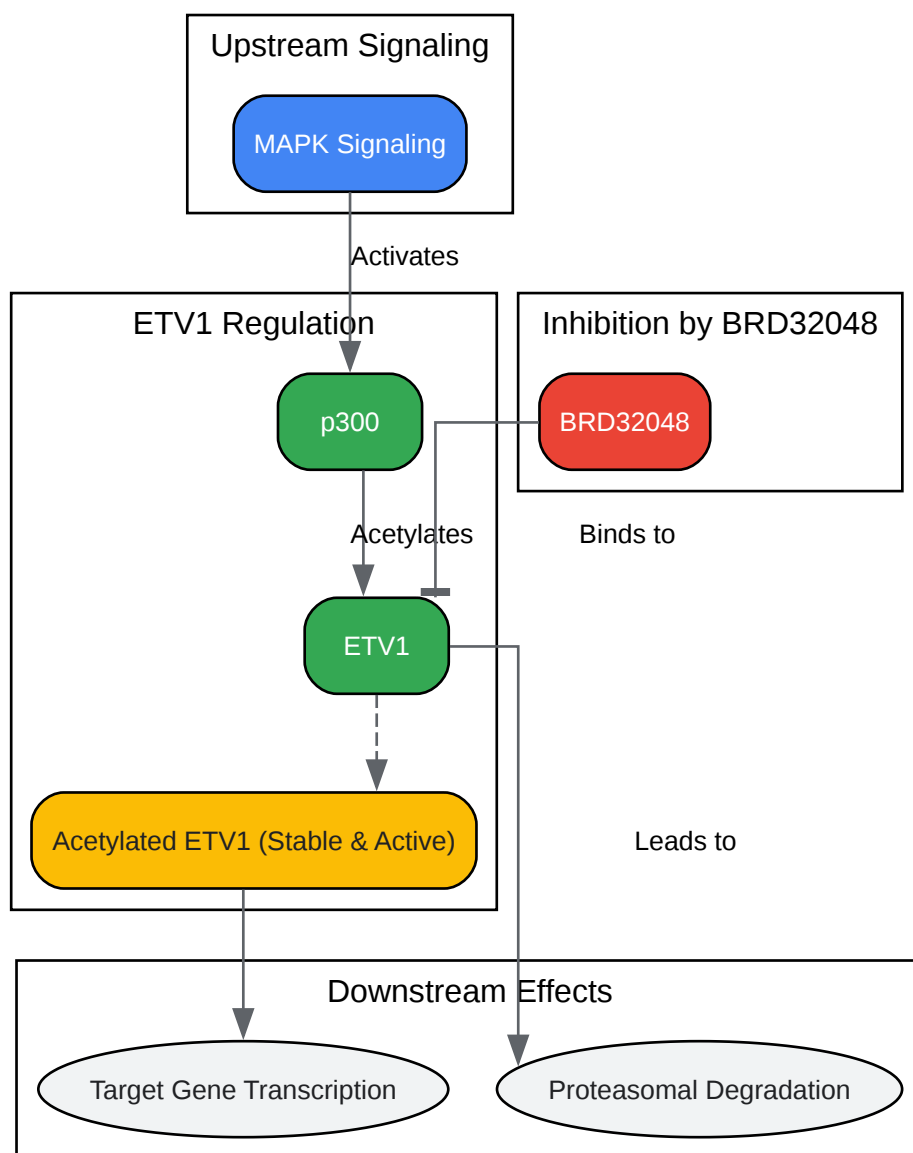 Upstream Signaling
MAPK Signaling
Activates
ETV1 Regulation
Inhibition by BRD32048
p300
BRD32048
Acetylates
Binds to
ETV1
Acetylated ETV1 (Stable & Active)
Leads to
Downstream Effects
Target Gene Transcription
Proteasomal Degradation